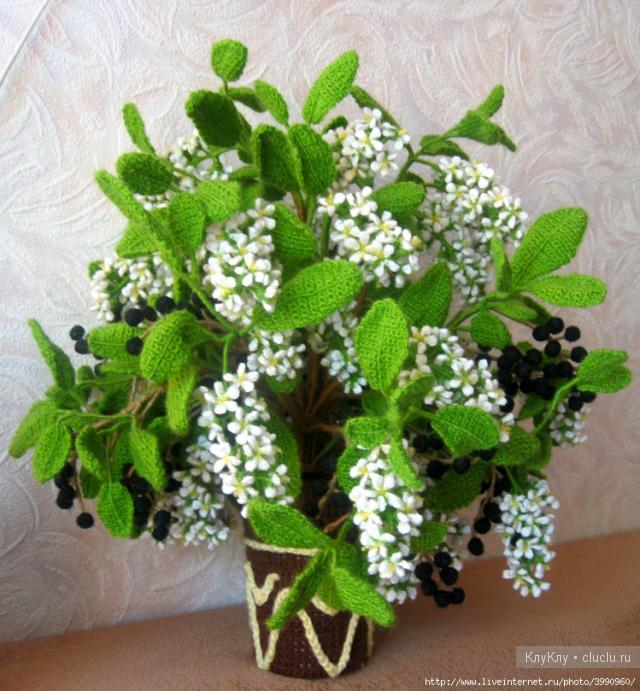 КлуКлу • cluclu.ru
http://www.liveinternet.ru/photo/3990960/